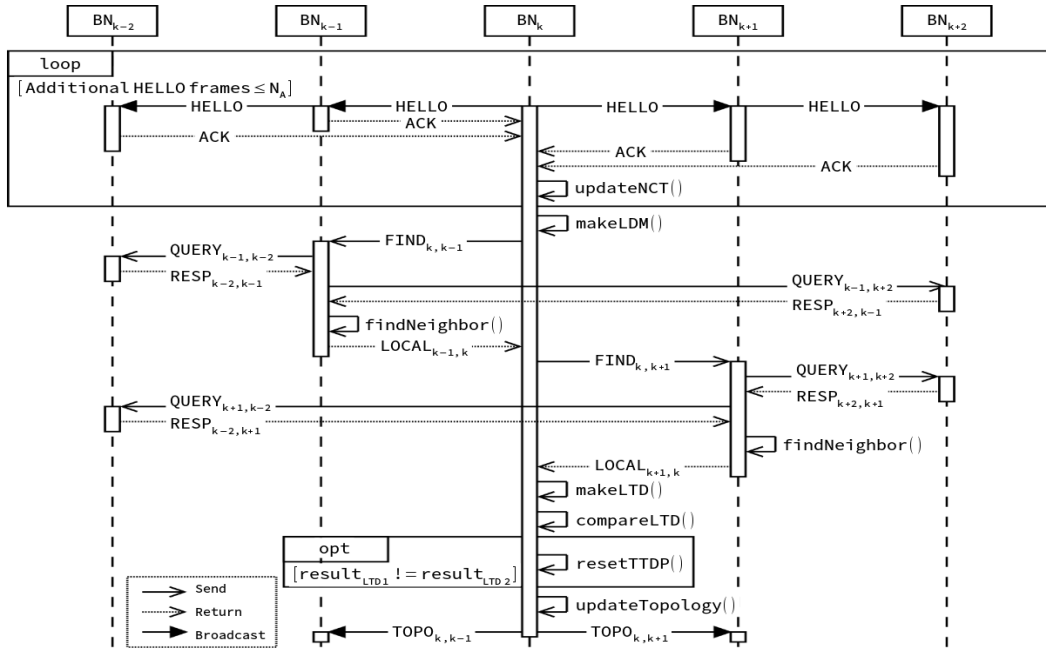 BNk−2 BNk−1 BNk BNk+1 BNk+2
loop
[Additional HELLO frames ≤ NA]
HELLO HELLO HELLO HELLO
ACK
ACK
ACK
ACK
updateNCT()
makeLDM()
FINDk,k−1
QUERYk−1,k−2
RESPk−2,k−1
QUERYk−1,k+2
RESPk+2,k−1
findNeighbor()
LOCALk−1,k
FINDk,k+1
QUERYk+1,k+2
RESPk+2,k+1
QUERYk+1,k−2
RESPk−2,k+1
findNeighbor()
LOCALk+1,k
makeLTD()
compareLTD()
opt
resetTTDP()
[resultLTD1 != resultLTD2]
Send
updateTopology()
Return
Broadcast
TOPOk,k−1 TOPOk,k+1